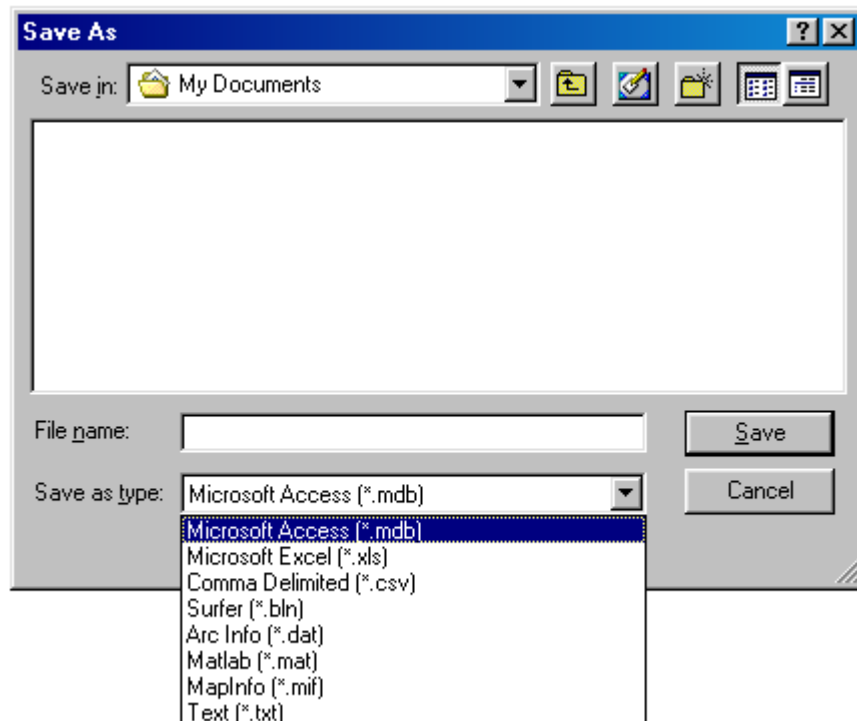 Save As
Save in: My Documents
File name:
Save
Save as type: Microsoft Access (*.mdb)
Cancel
Microsoft Access (*.mdb)
Microsoft Excel (*.xls)
Comma Delimited (*.csv)
Surfer (*.bln)
Arc Info (*.dat)
Matlab (*.mat)
MapInfo (*.mif)
Text (*.txt)